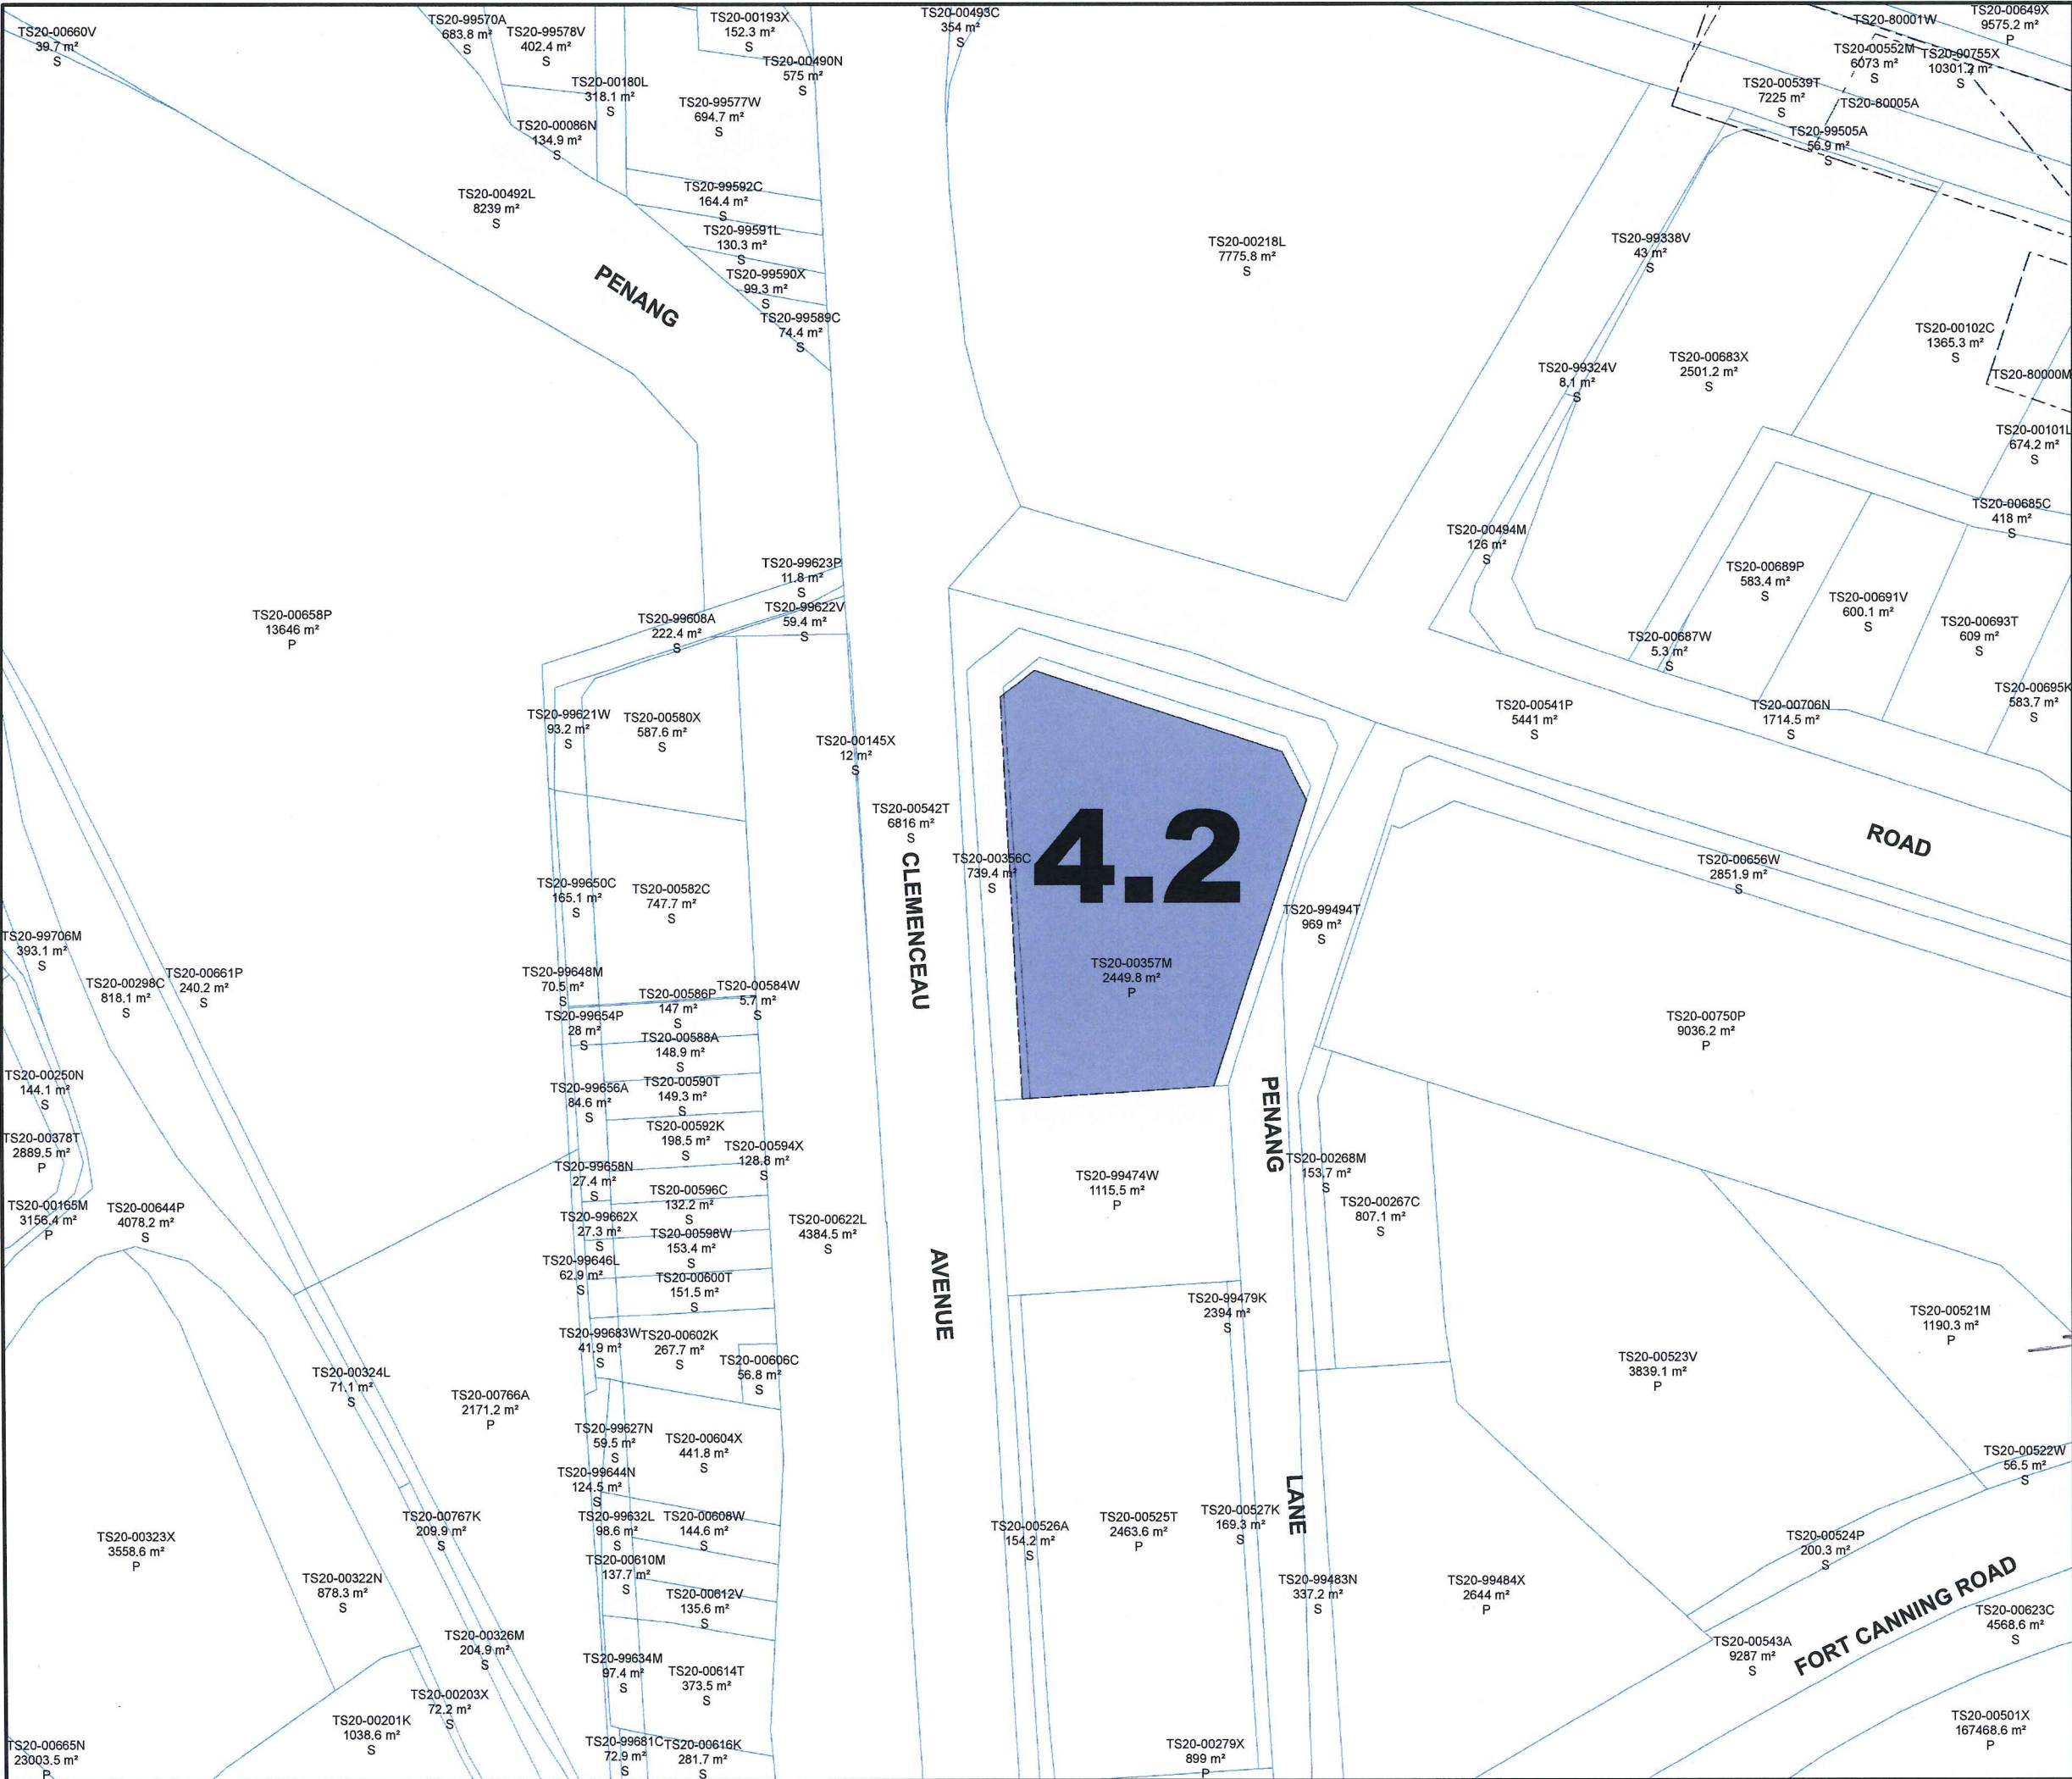 TS20-00660V
39.7 m²
S
TS20-99570A
683.8 m²
S
TS20-99578V
402.4 m²
S
TS20-00193X
152.3 m²
S
TS20-00490N
575 m²
S
TS20-00493C
354 m²
S
TS20-80001W
TS20-00649X
9575.2 m²
P
TS20-00552M
6073 m²
S
TS20-00755X
10301.2 m²
S
TS20-00539T
7225 m²
S
TS20-80005A
TS20-99505A
56.9 m²
S
TS20-00180L
318.1 m²
S
TS20-00086N
134.9 m²
S
TS20-99577W
694.7 m²
S
TS20-00492L
8239 m²
S
TS20-99592C
164.4 m²
S
TS20-99591L
130.3 m²
S
TS20-99590X
99.3 m²
S
TS20-99589C
74.4 m²
S
PENANG
TS20-00218L
7775.8 m²
S
TS20-99338V
43 m²
S
TS20-99324V
8.1 m²
S
TS20-00683X
2501.2 m²
S
TS20-00102C
1365.3 m²
S
TS20-80000M
TS20-00101L
674.2 m²
S
TS20-00685C
418 m²
S
TS20-00494M
126 m²
S
TS20-00689P
583.4 m²
S
TS20-00691V
600.1 m²
S
TS20-00693T
609 m²
S
TS20-00687W
5.3 m²
S
TS20-00695K
583.7 m²
S
TS20-00541P
5441 m²
S
TS20-00706N
1714.5 m²
S
TS20-00658P
13646 m²
P
TS20-99623P
11.8 m²
S
TS20-99622V
59.4 m²
S
TS20-99608A
222.4 m²
S
TS20-99621W
93.2 m²
S
TS20-00580X
587.6 m²
S
TS20-00145X
12 m²
S
TS20-00542T
6816 m²
S
CLEMENCEAU
TS20-00356C
739.4 m²
S
4.2
TS20-00357M
2449.8 m²
P
TS20-99494T
969 m²
S
ROAD
TS20-00656W
2851.9 m²
S
TS20-00750P
9036.2 m²
P
TS20-99650C
165.1 m²
S
TS20-00582C
747.7 m²
S
TS20-99706M
393.1 m²
S
TS20-00298C
818.1 m²
S
TS20-00661P
240.2 m²
S
TS20-99648M
70.5 m²
S
TS20-00586P
147 m²
S
TS20-00584W
5.7 m²
S
TS20-99654P
28 m²
S
TS20-00588A
148.9 m²
S
TS20-99656A
84.6 m²
S
TS20-00590T
149.3 m²
S
TS20-00592K
198.5 m²
S
TS20-00594X
128.8 m²
S
TS20-99658N
27.4 m²
S
TS20-00596C
132.2 m²
S
TS20-99662X
27.3 m²
S
TS20-00598W
153.4 m²
S
TS20-99646L
62.9 m²
S
TS20-00600T
151.5 m²
S
TS20-00622L
4384.5 m²
S
TS20-00250N
144.1 m²
S
TS20-00378T
2889.5 m²
P
TS20-00165M
3156.4 m²
P
TS20-00644P
4078.2 m²
S
AVENUE
TS20-99474W
1115.5 m²
P
PENANG
TS20-00268M
153.7 m²
S
TS20-00267C
807.1 m²
S
TS20-99479K
2394 m²
S
TS20-00521M
1190.3 m²
P
TS20-00523V
3839.1 m²
P
TS20-99683W
41.9 m²
S
TS20-00602K
267.7 m²
S
TS20-00606C
56.8 m²
S
TS20-00324L
71.1 m²
S
TS20-00766A
2171.2 m²
P
TS20-99627N
59.5 m²
S
TS20-00604X
441.8 m²
S
TS20-99644N
124.5 m²
S
TS20-00767K
209.9 m²
S
TS20-99632L
98.6 m²
S
TS20-00608W
144.6 m²
S
TS20-00610M
137.7 m²
S
TS20-00612V
135.6 m²
S
TS20-00323X
3558.6 m²
P
TS20-00322N
878.3 m²
S
TS20-00326M
204.9 m²
S
TS20-99634M
97.4 m²
S
TS20-00614T
373.5 m²
S
TS20-00203X
72.2 m²
S
TS20-00201K
1038.6 m²
S
TS20-00665N
23003.5 m²
P
TS20-99681C
72.9 m²
S
TS20-00616K
281.7 m²
S
TS20-00526A
154.2 m²
S
TS20-00525T
2463.6 m²
P
TS20-00527K
169.3 m²
S
LANE
TS20-99483N
337.2 m²
S
TS20-99484X
2644 m²
P
TS20-00522W
56.5 m²
S
TS20-00524P
200.3 m²
S
FORT CANNING ROAD
TS20-00623C
4568.6 m²
S
TS20-00543A
9287 m²
S
TS20-00501X
167468.6 m²
P
TS20-00279X
899 m²
P